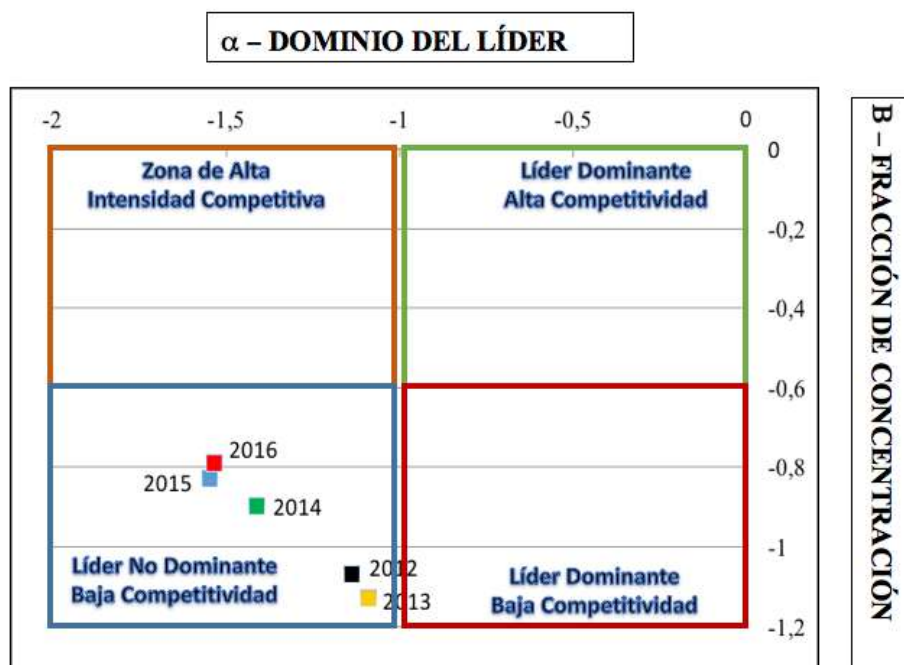 α – DOMINIO DEL LÍDER
-2 -1,5 -1 -0,5 0
0
Zona de Alta
Intensidad Competitiva
Líder Dominante
Alta Competitividad
-0,2
-0,4
-0,6
-0,8
-1
-1,2
2016
2015
2014
2012
2013
Líder No Dominante
Baja Competitividad
Líder Dominante
Baja Competitividad
B – FRACCIÓN DE CONCENTRACIÓN